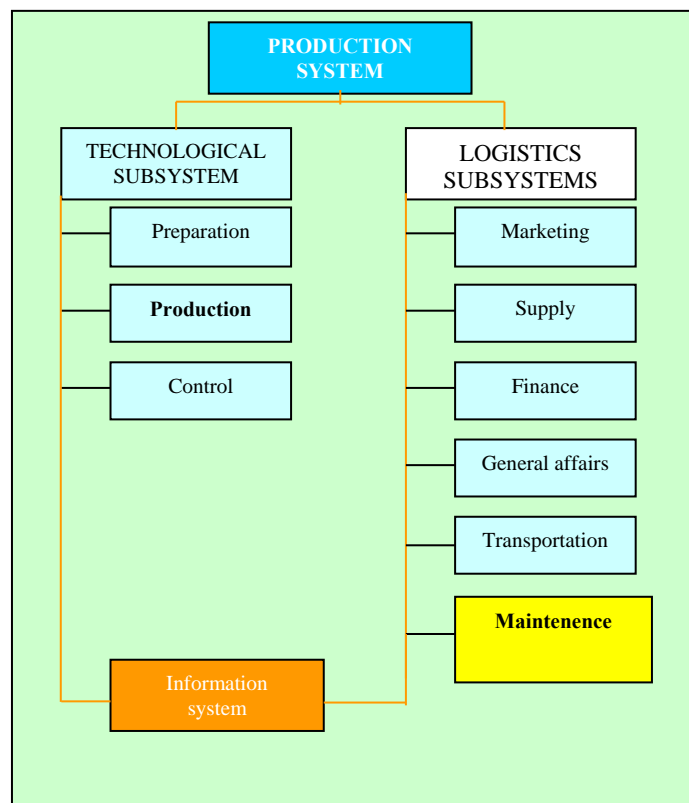 PRODUCTION
SYSTEM
TECHNOLOGICAL
SUBSYSTEM
Preparation
Production
Control
LOGISTICS
SUBSYSTEMS
Marketing
Supply
Finance
General affairs
Transportation
Maintenence
Information
system